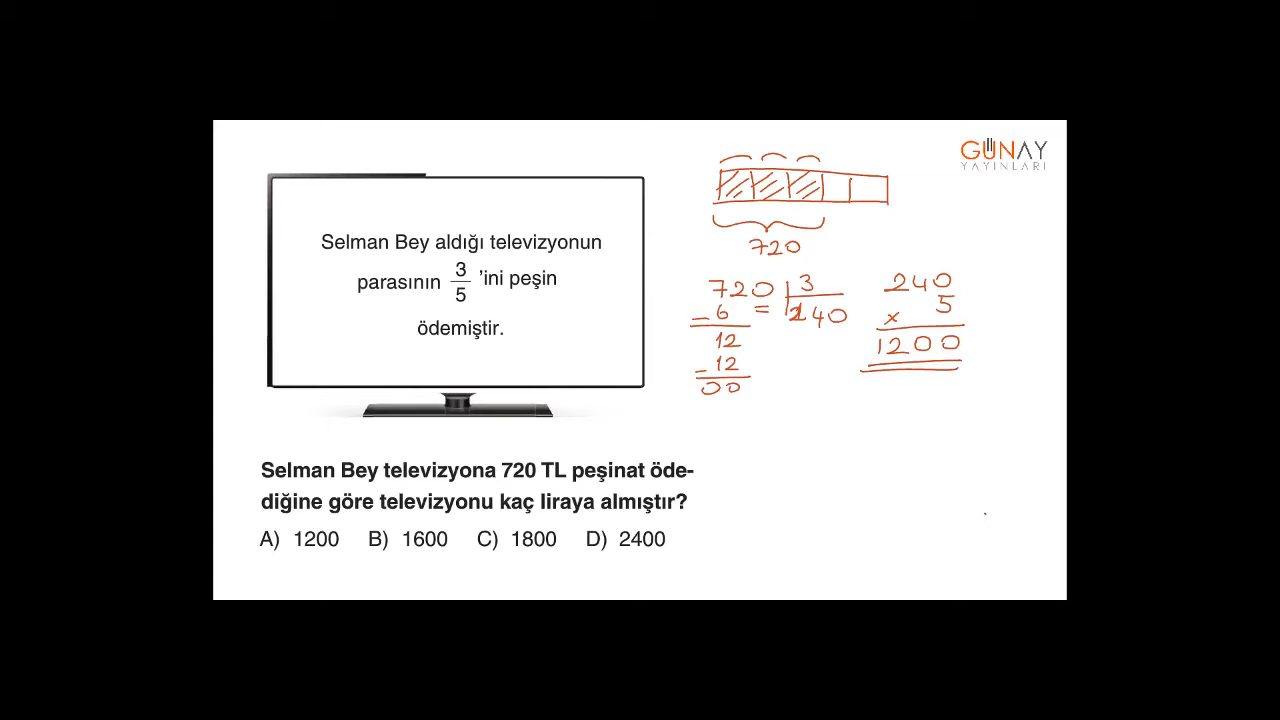 GÜNAY
YAYINLARI
Selman Bey aldığı televizyonun
parasının 3/5 'ini peşin
ödemiştir.
720
720 | 3
- 6 = 240
12
- 12
00
240
x 5
1200
Selman Bey televizyona 720 TL peşinat öde-
diğine göre televizyonu kaç liraya almıştır?
A) 1200 B) 1600 C) 1800 D) 2400